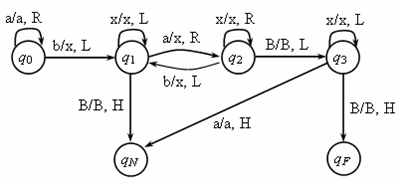 a/a, R
x/x, L
x/x, R
x/x, L
b/x, L
a/x, R
B/B, L
q0
q1
q2
q3
b/x, L
B/B, H
a/a, H
B/B, H
qN
qF